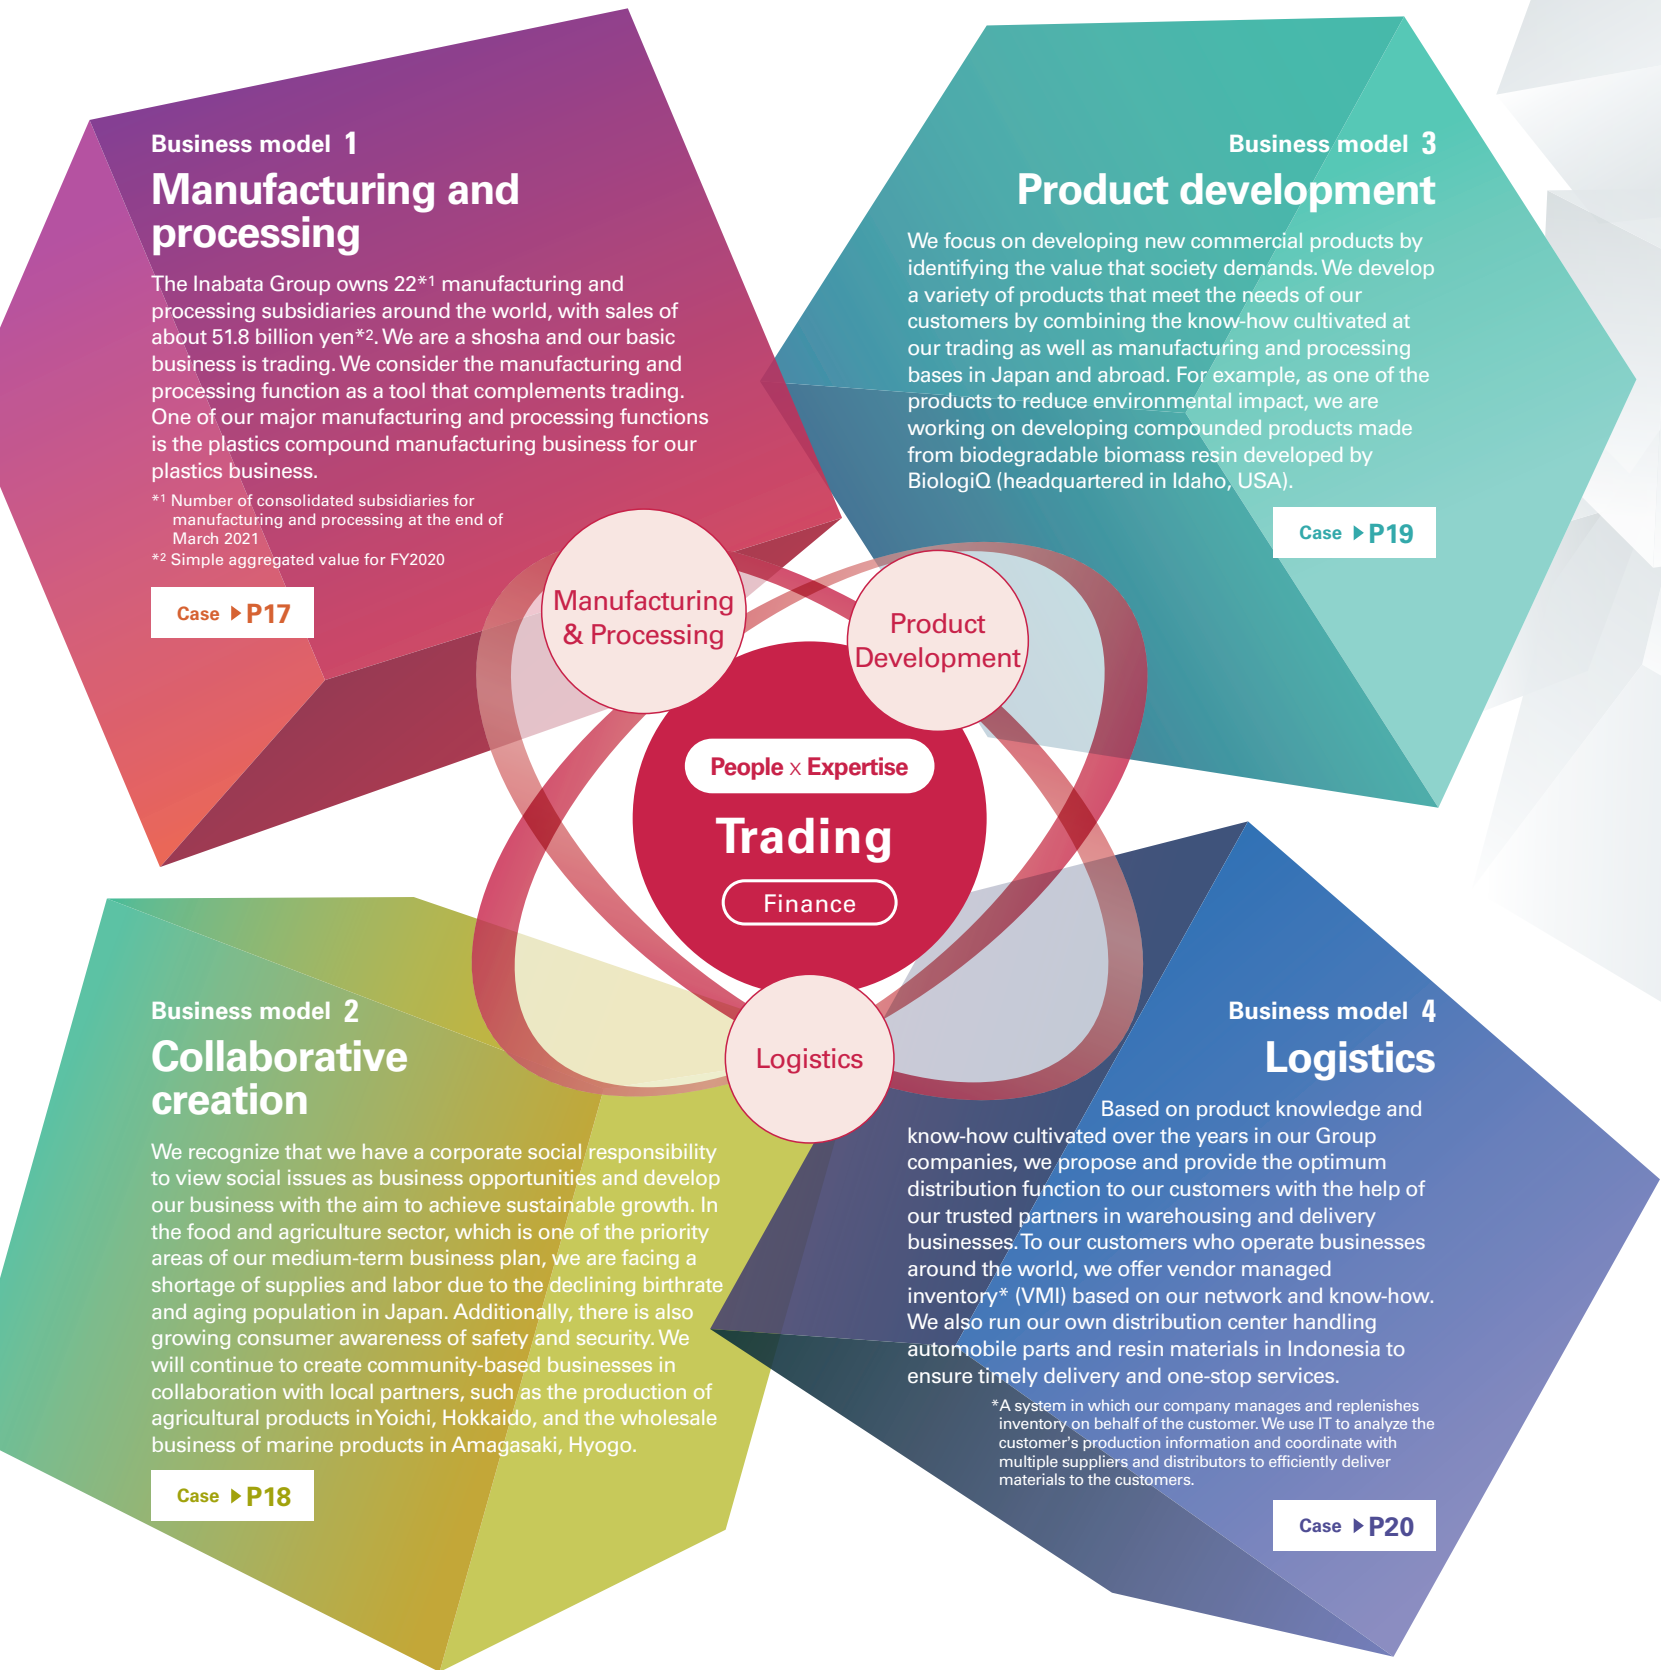 Business model 1
Manufacturing and
processing
The Inabata Group owns 22*1 manufacturing and
processing subsidiaries around the world, with sales of
about 51.8 billion yen*2. We are a shosha and our basic
business is trading. We consider the manufacturing and
processing function as a tool that complements trading.
One of our major manufacturing and processing functions
is the plastics compound manufacturing business for our
plastics business.
*1 Number of consolidated subsidiaries for
manufacturing and processing at the end of
March 2021
*2 Simple aggregated value for FY2020
Case ▶ P17
Business model 3
Product development
We focus on developing new commercial products by
identifying the value that society demands. We develop
a variety of products that meet the needs of our
customers by combining the know-how cultivated at
our trading as well as manufacturing and processing
bases in Japan and abroad. For example, as one of the
products to reduce environmental impact, we are
working on developing compounded products made
from biodegradable biomass resin developed by
BiologiQ (headquartered in Idaho, USA).
Case ▶ P19
Manufacturing
& Processing
Product
Development
People x Expertise
Trading
Finance
Logistics
Business model 2
Collaborative
creation
We recognize that we have a corporate social responsibility
to view social issues as business opportunities and develop
our business with the aim to achieve sustainable growth. In
the food and agriculture sector, which is one of the priority
areas of our medium-term business plan, we are facing a
shortage of supplies and labor due to the declining birthrate
and aging population in Japan. Additionally, there is also
growing consumer awareness of safety and security. We
will continue to create community-based businesses in
collaboration with local partners, such as the production of
agricultural products in Yoichi, Hokkaido, and the wholesale
business of marine products in Amagasaki, Hyogo.
Case ▶ P18
Business model 4
Logistics
Based on product knowledge and
know-how cultivated over the years in our Group
companies, we propose and provide the optimum
distribution function to our customers with the help of
our trusted partners in warehousing and delivery
businesses. To our customers who operate businesses
around the world, we offer vendor managed
inventory* (VMI) based on our network and know-how.
We also run our own distribution center handling
automobile parts and resin materials in Indonesia to
ensure timely delivery and one-stop services.
*A system in which our company manages and replenishes
inventory on behalf of the customer. We use IT to analyze the
customer's production information and coordinate with
multiple suppliers and distributors to efficiently deliver
materials to the customers.
Case ▶ P20